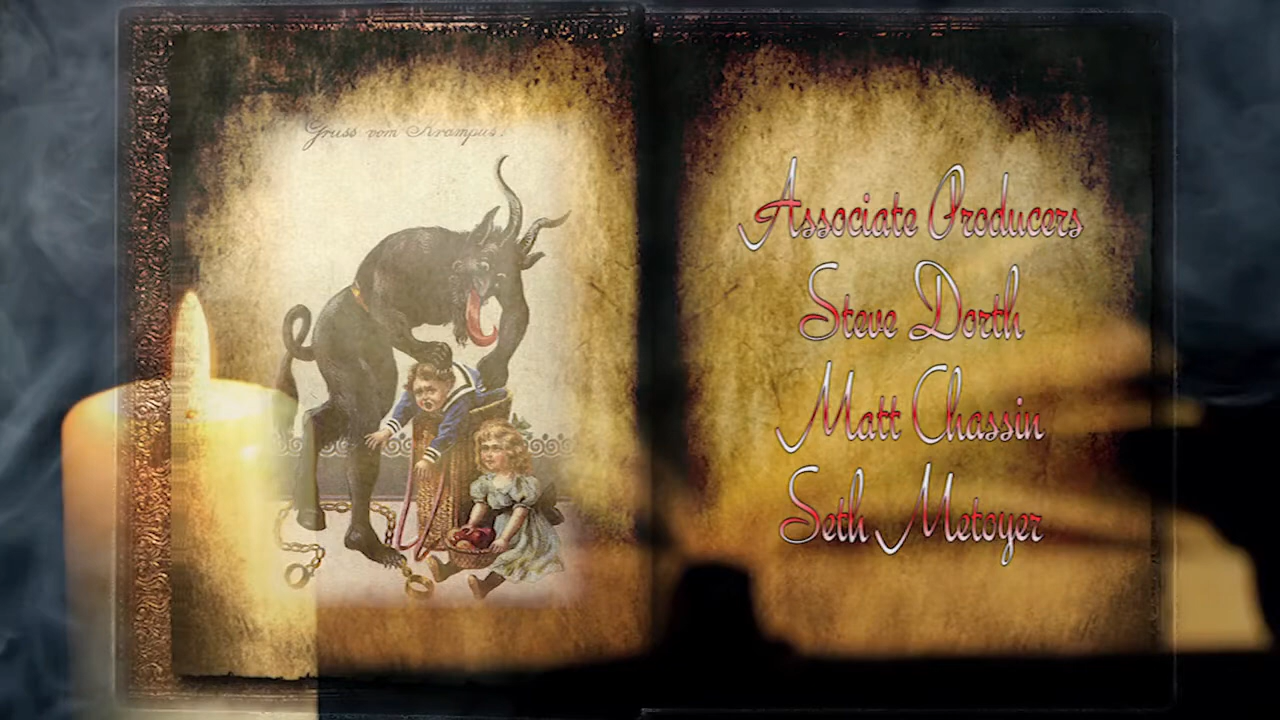 Gruss vom Krampus!
Associate Producers
Steve Dorth
Matt Chassin
Seth Metoyer